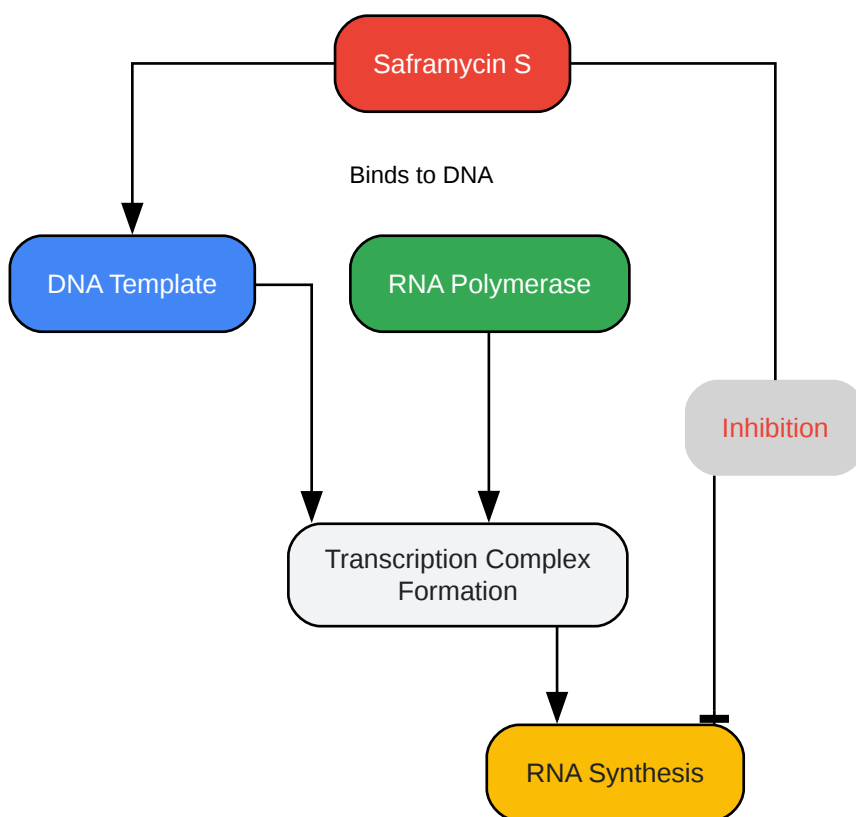 Saframycin S
Binds to DNA
DNA Template
RNA Polymerase
Inhibition
Transcription Complex
Formation
RNA Synthesis